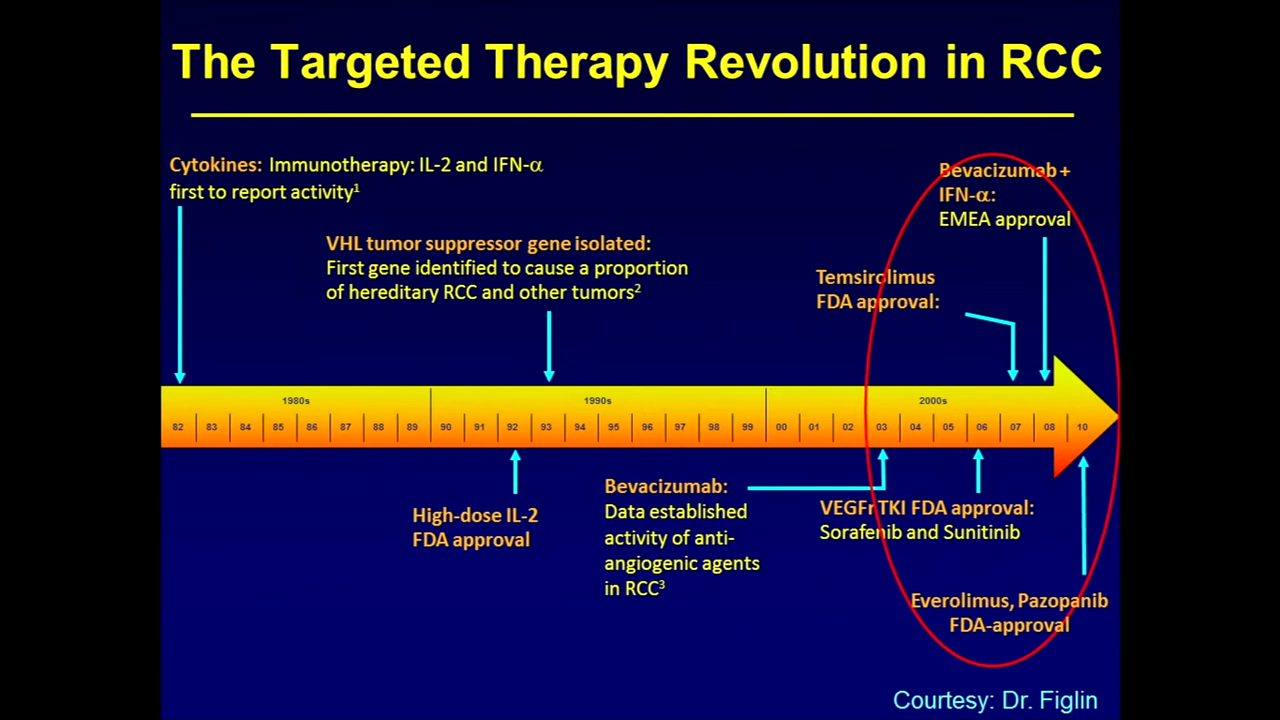 The Targeted Therapy Revolution in RCC
Cytokines: Immunotherapy: IL-2 and IFN-α
first to report activity¹
VHL tumor suppressor gene isolated:
First gene identified to cause a proportion
of hereditary RCC and other tumors²
Bevacizumab +
IFN-α:
EMEA approval
Temsirolimus
FDA approval:
1980s 1990s 2000s
82 83 84 85 86 87 88 89 90 91 92 93 94 95 96 97 98 99 00 01 02 03 04 05 06 07 08 10
High-dose IL-2
FDA approval
Bevacizumab:
Data established
activity of anti-
angiogenic agents
in RCC³
VEGFr TKI FDA approval:
Sorafenib and Sunitinib
Everolimus, Pazopanib
FDA-approval
Courtesy: Dr. Figlin